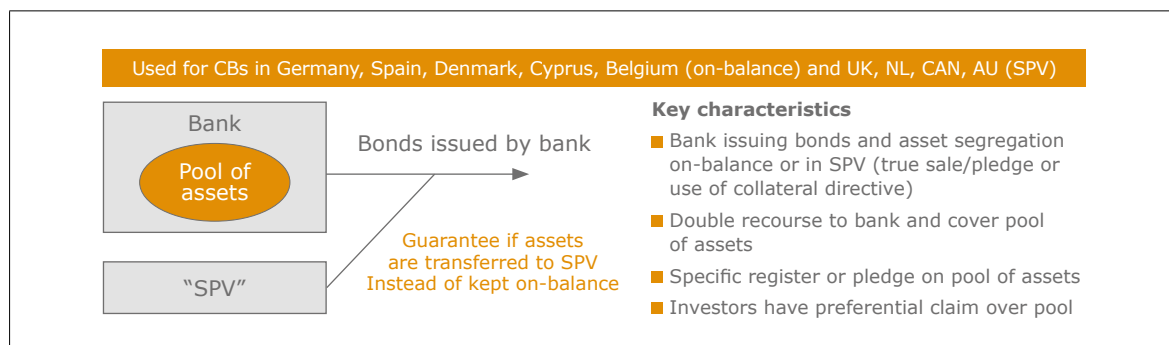 Used for CBs in Germany, Spain, Denmark, Cyprus, Belgium (on-balance) and UK, NL, CAN, AU (SPV)
Bank
Pool of
assets
"SPV"
Bonds issued by bank
Guarantee if assets
are transferred to SPV
Instead of kept on-balance
Key characteristics
Bank issuing bonds and asset segregation
on-balance or in SPV (true sale/pledge or
use of collateral directive)
Double recourse to bank and cover pool
of assets
Specific register or pledge on pool of assets
Investors have preferential claim over pool